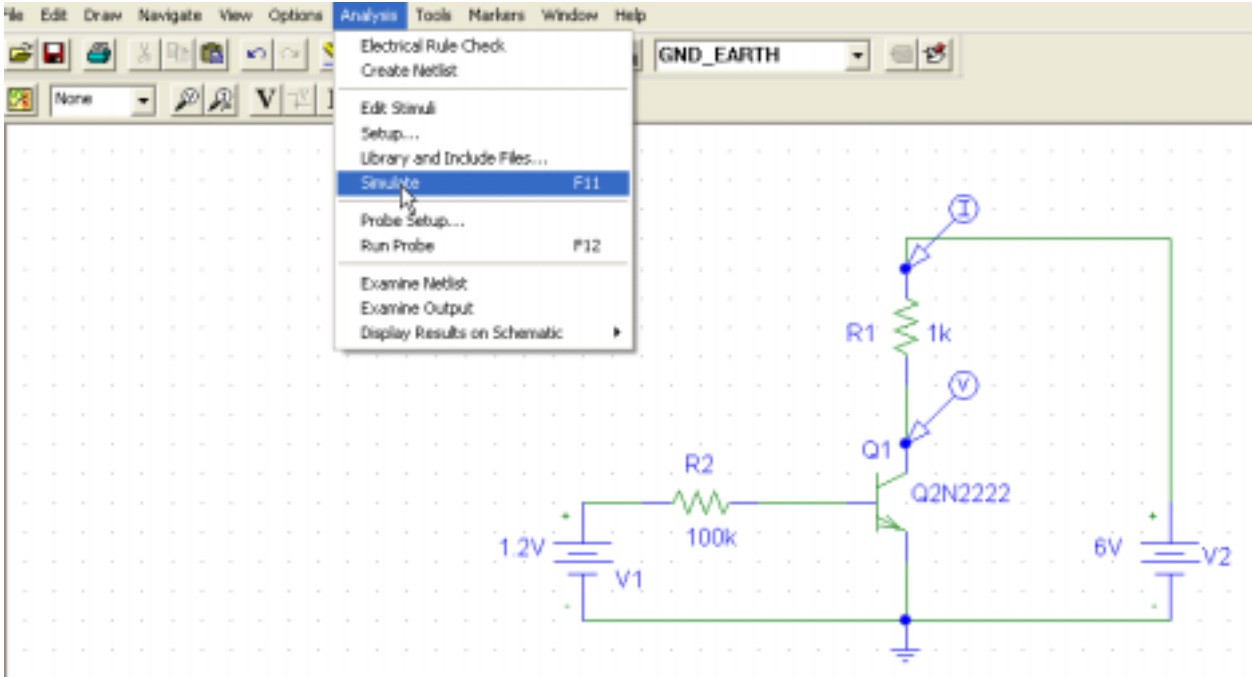 File Edit Draw Navigate View Options Analysis Tools Markers Window Help
GND_EARTH
None
V
Electrical Rule Check
Create Netlist
Edit Stimuli
Setup...
Library and Include Files...
Simulate F11
Probe Setup...
Run Probe F12
Examine Netlist
Examine Output
Display Results on Schematic
I
R1 1k
V
Q1
R2
Q2N2222
100k
1.2V
V1
6V
V2